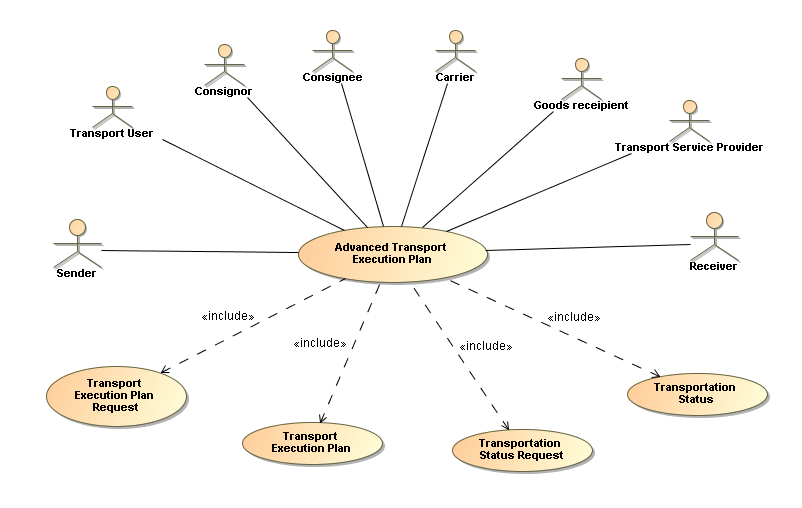 Consignee
Carrier
Consignor
Goods receipient
Transport User
Transport Service Provider
Sender
Advanced Transport
Execution Plan
Receiver
«include»
«include»
«include»
«include»
Transport
Execution Plan
Request
Transport
Execution Plan
Transportation
Status Request
Transportation
Status